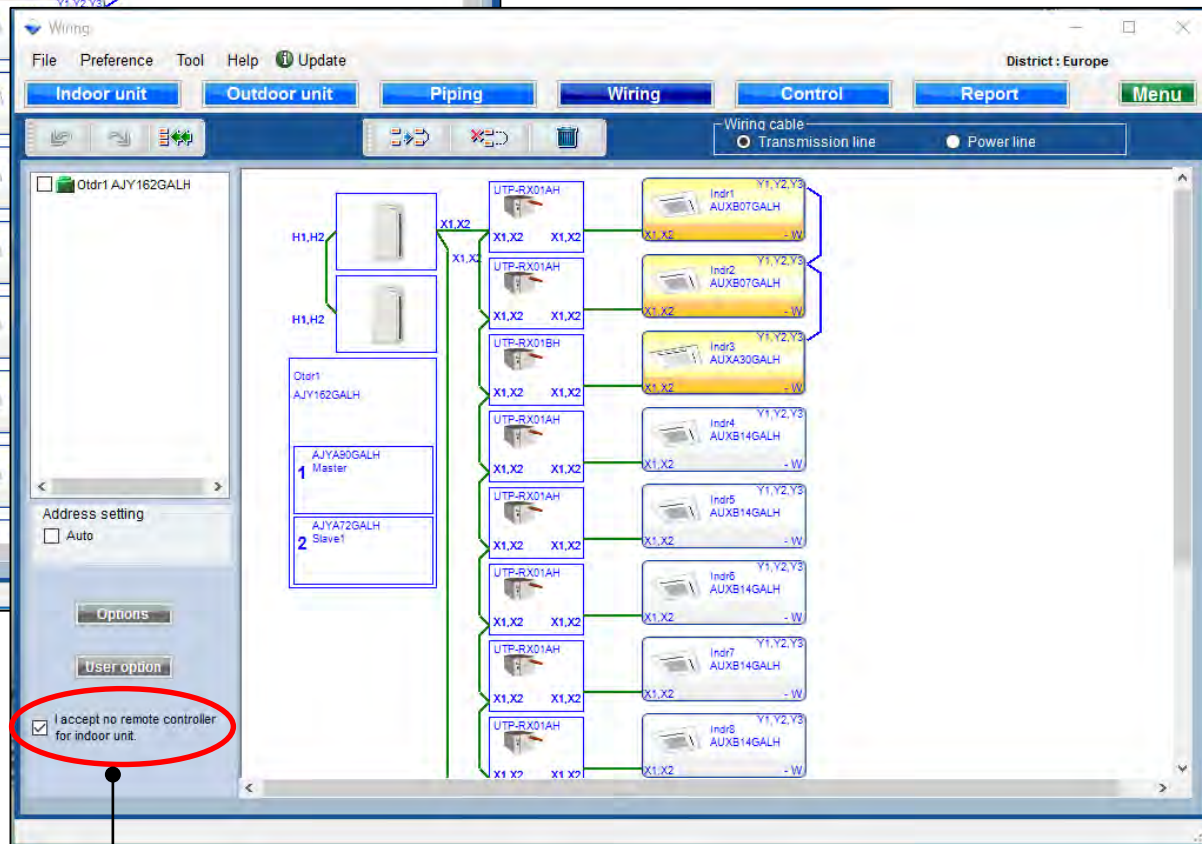 Y1,Y2,Y3
Wiring
File Preference Tool Help Update
District : Europe
Indoor unit Outdoor unit Piping Wiring Control Report Menu
Wiring cable
Transmission line Power line
Otdr1 AJY162GALH
Address setting
Auto
Options
User option
I accept no remote controller
for indoor unit.
H1,H2
X1,X2
X1,X2
H1,H2
Otdr1
AJY162GALH
AJYA90GALH
1 Master
AJYA72GALH
2 Slave1
UTP-RX01AH
X1,X2 X1,X2
Y1,Y2,Y3
Indr1
AUXB07GALH
X1,X2 - W
UTP-RX01AH
X1,X2 X1,X2
Y1,Y2,Y3
Indr2
AUXB07GALH
X1,X2 - W
UTP-RX01BH
X1,X2 X1,X2
Y1,Y2,Y3
Indr3
AUXA30GALH
X1,X2 - W
UTP-RX01AH
X1,X2 X1,X2
Y1,Y2,Y3
Indr4
AUXB14GALH
X1,X2 - W
UTP-RX01AH
X1,X2 X1,X2
Y1,Y2,Y3
Indr5
AUXB14GALH
X1,X2 - W
UTP-RX01AH
X1,X2 X1,X2
Y1,Y2,Y3
Indr6
AUXB14GALH
X1,X2 - W
UTP-RX01AH
X1,X2 X1,X2
Y1,Y2,Y3
Indr7
AUXB14GALH
X1,X2 - W
UTP-RX01AH
X1,X2 X1,X2
Y1,Y2,Y3
Indr8
AUXB14GALH
X1,X2 - W